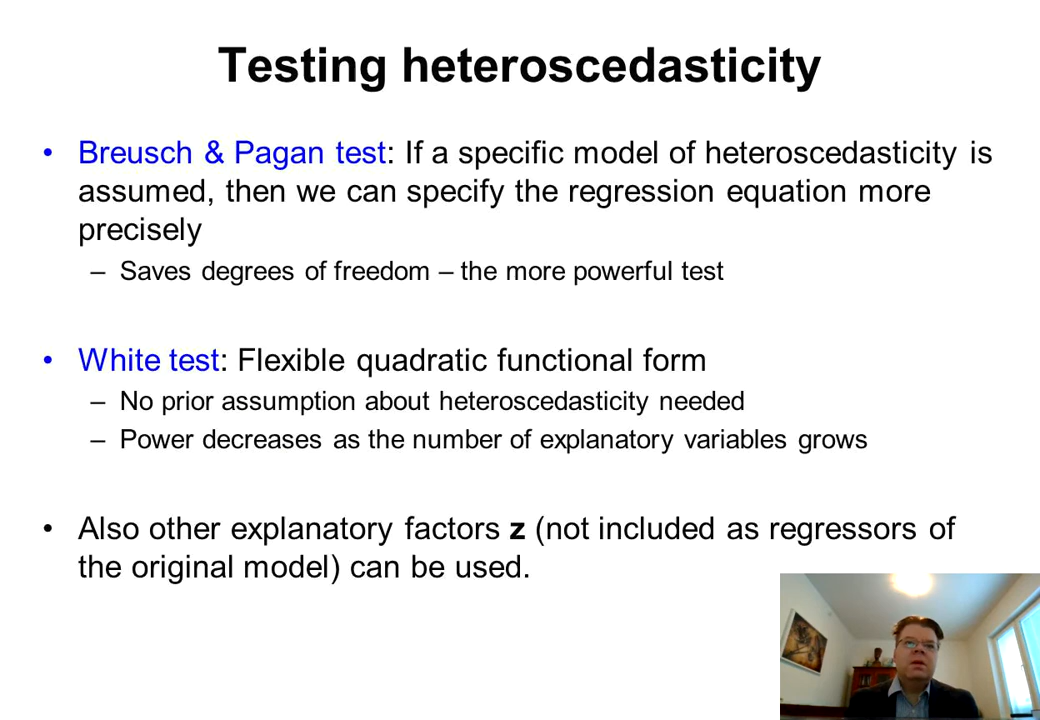 Testing heteroscedasticity
• Breusch & Pagan test: If a specific model of heteroscedasticity is
assumed, then we can specify the regression equation more
precisely
– Saves degrees of freedom – the more powerful test
• White test: Flexible quadratic functional form
– No prior assumption about heteroscedasticity needed
– Power decreases as the number of explanatory variables grows
• Also other explanatory factors z (not included as regressors of
the original model) can be used.